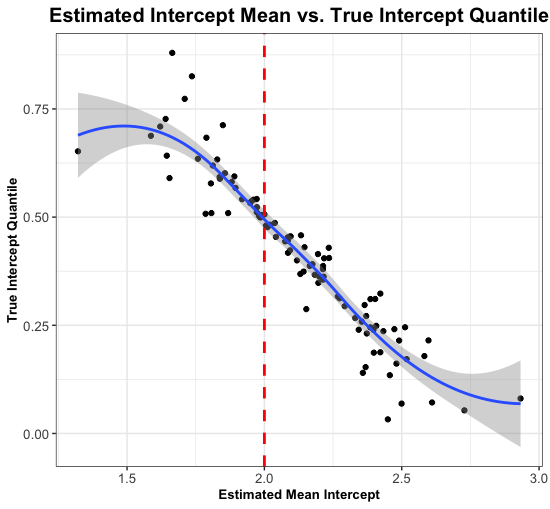 Estimated Intercept Mean vs. True Intercept Quantile
True Intercept Quantile
0.75
0.50
0.25
0.00
1.5 2.0 2.5 3.0
Estimated Mean Intercept